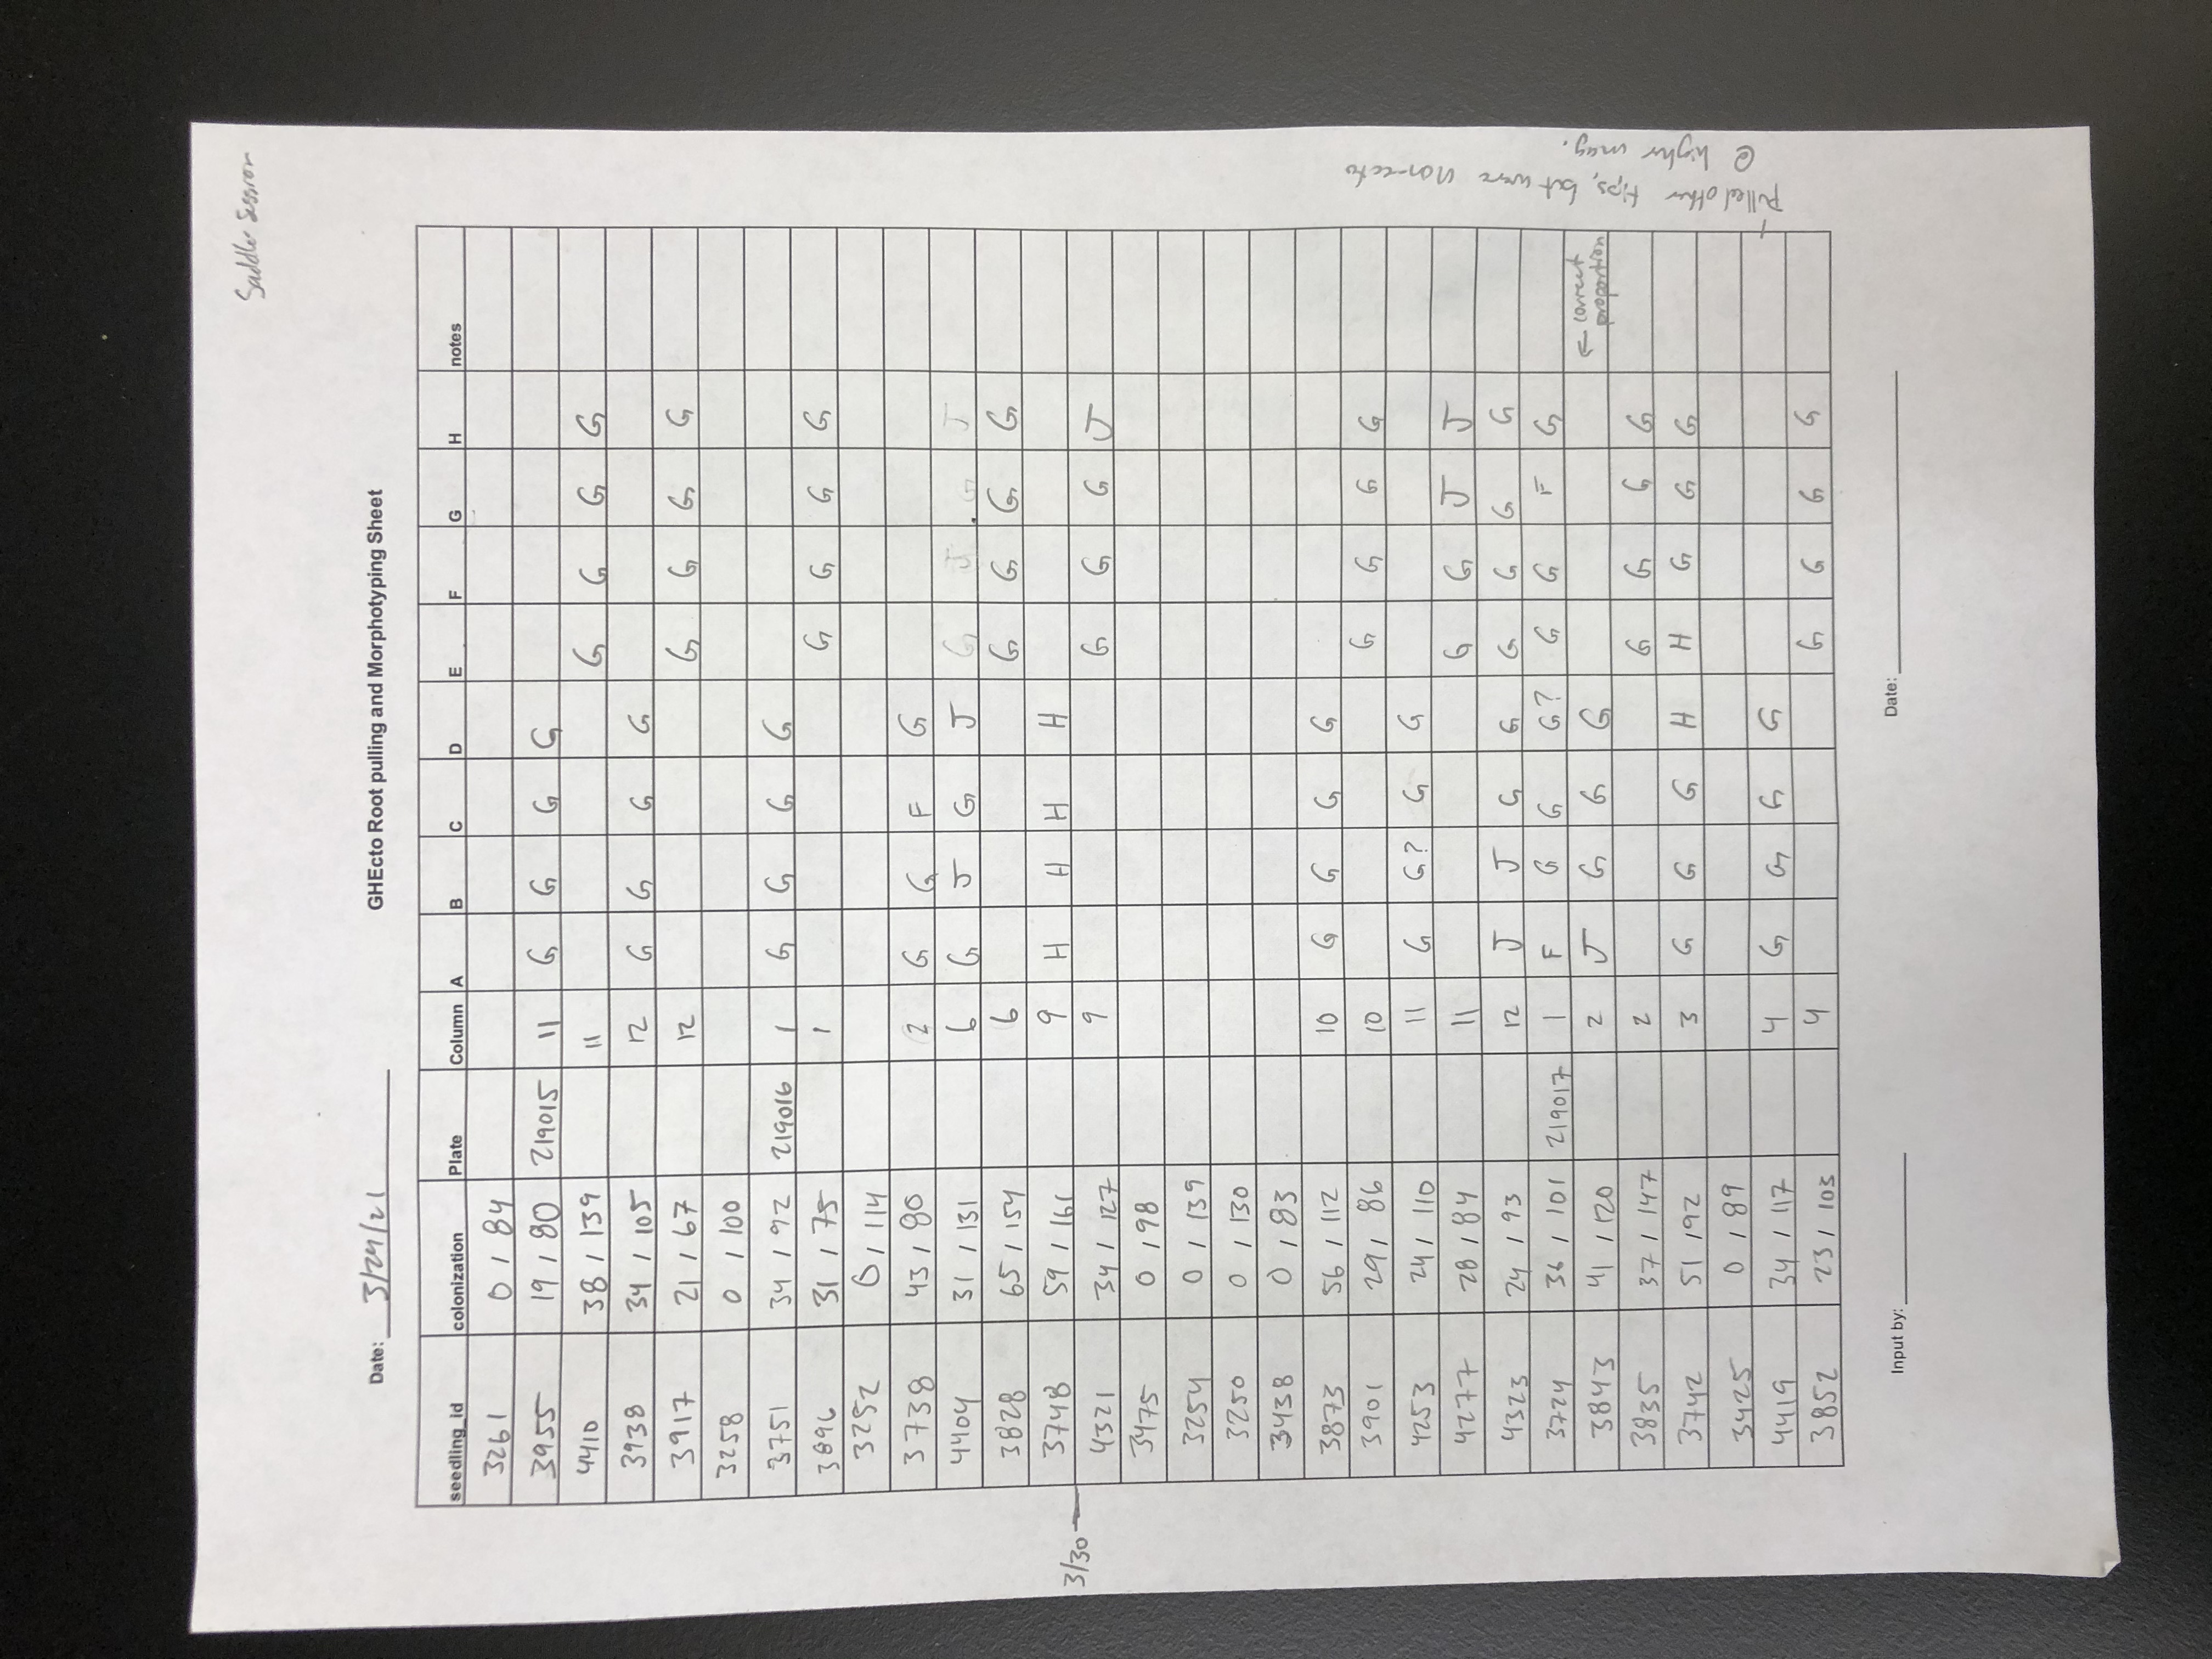 Saddler Session
Date: 3/29/21 GHEcto Root pulling and Morphotyping Sheet
seedling_id colonization Plate Column A B C D E F G H notes
3261 0 / 84
3955 19 / 80 219015 11 G G G G
4410 38 / 139 11 G G G G
3938 34 / 105 12 G G G G
3917 21 / 67 12 G G G G
3258 0 / 100
3751 34 / 92 219016 1 G G G G
3896 31 / 75 1 G G G G
3252 0 / 114
3738 43 / 80 2 G G F G
4404 31 / 131 6 G J G J G J G J
3828 65 / 154 6 G G G G
3748 59 / 161 9 H H H H
3/30
4321 34 / 127 9 G G G J
3475 0 / 98
3254 0 / 139
3250 0 / 130
3438 0 / 83
3873 56 / 112 10 G G G G
3901 29 / 86 10 G G G G
4253 24 / 110 11 G G? G G
4277 28 / 84 11 G G J J
4323 24 / 93 12 J J G G G G G G
3724 36 / 101 219017 1 F G G G? G G F G
3843 41 / 120 2 J G G G ← correct
proportion
3835 37 / 147 2 G G G G
3742 51 / 92 3 G G G H H G G G
3425 0 / 89
4419 34 / 117 4 G G G G
3852 23 / 103 4 G G G G
Pulled other tips, but were non-ecto
@ higher mag.
Input by: Date: